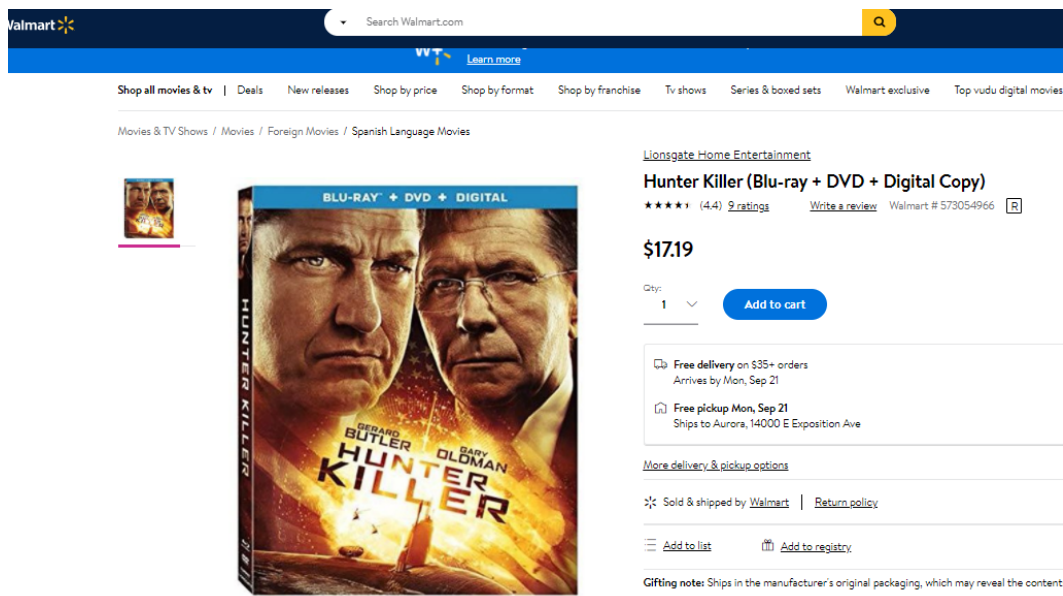 Walmart
Search Walmart.com
Learn more
Shop all movies & tv | Deals New releases Shop by price Shop by format Shop by franchise Tv shows Series & boxed sets Walmart exclusive Top vudu digital movies
Movies & TV Shows / Movies / Foreign Movies / Spanish Language Movies
BLU-RAY + DVD + DIGITAL
HUNTER KILLER
GERARD BUTLER
GARY OLDMAN
HUNTER
KILLER
Lionsgate Home Entertainment
Hunter Killer (Blu-ray + DVD + Digital Copy)
(4.4) 9 ratings Write a review Walmart # 573054966 R
$17.19
Qty:
1 Add to cart
Free delivery on $35+ orders
Arrives by Mon, Sep 21
Free pickup Mon, Sep 21
Ships to Aurora, 14000 E Exposition Ave
More delivery & pickup options
Sold & shipped by Walmart | Return policy
Add to list Add to registry
Gifting note: Ships in the manufacturer's original packaging, which may reveal the content